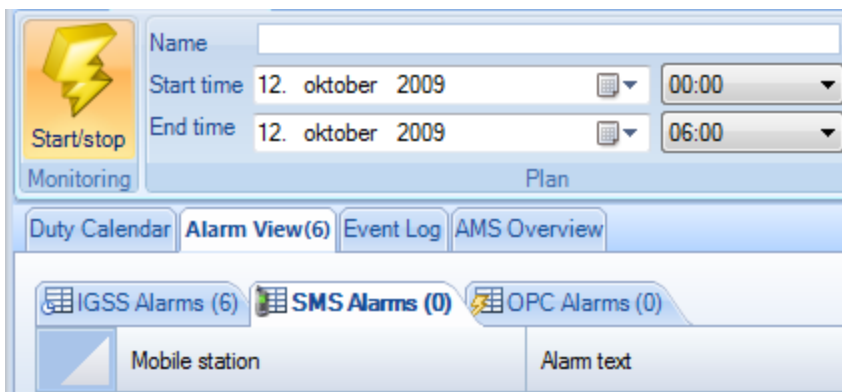 Name
Start time 12. oktober 2009 00:00
End time 12. oktober 2009 06:00
Start/stop
Monitoring Plan
Duty Calendar Alarm View(6) Event Log AMS Overview
IGSS Alarms (6) SMS Alarms (0) OPC Alarms (0)
Mobile station Alarm text